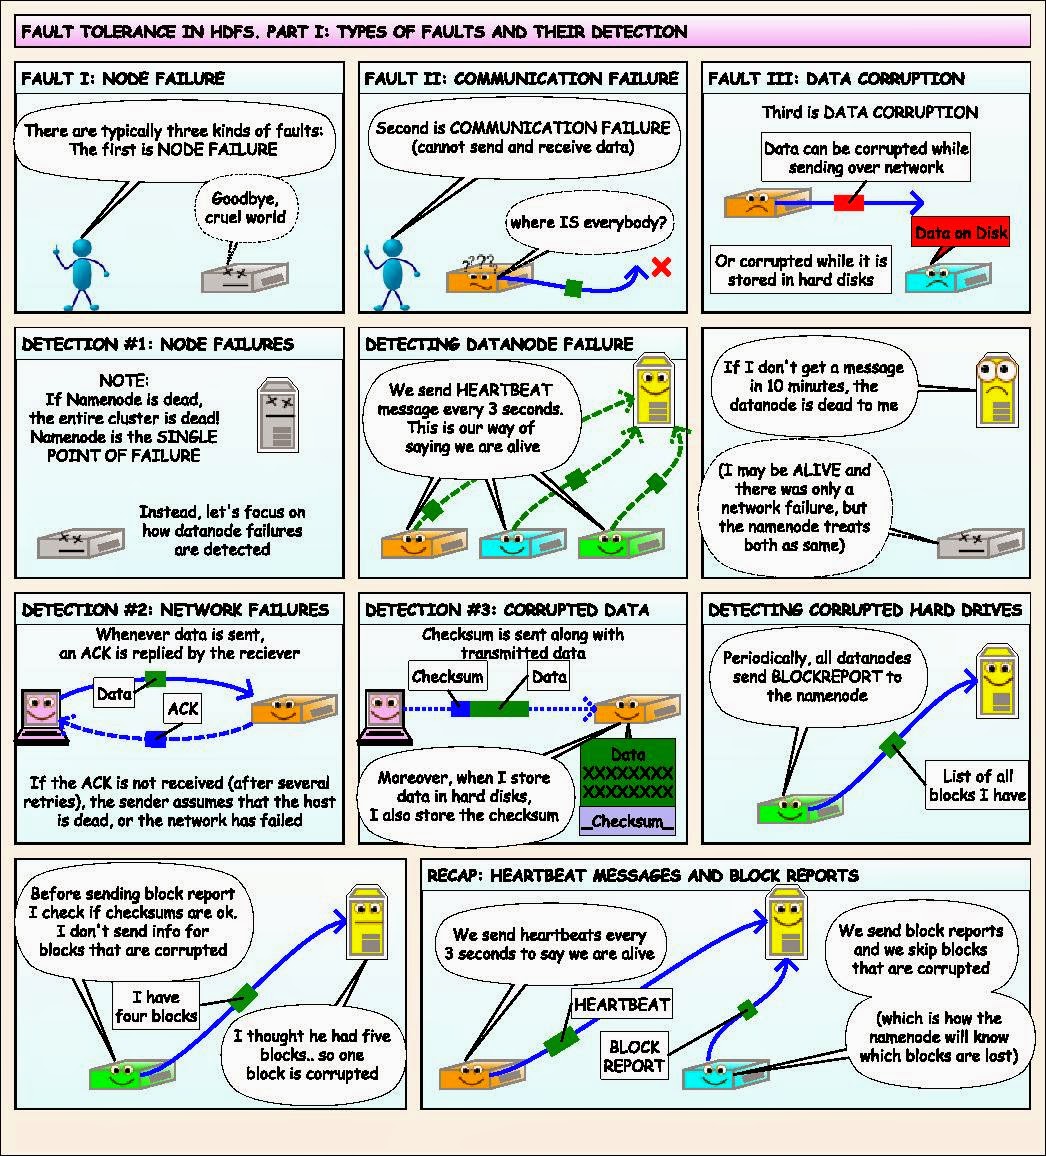 FAULT TOLERANCE IN HDFS. PART I: TYPES OF FAULTS AND THEIR DETECTION
FAULT I: NODE FAILURE
There are typically three kinds of faults:
The first is NODE FAILURE
Goodbye,
cruel world
FAULT II: COMMUNICATION FAILURE
Second is COMMUNICATION FAILURE
(cannot send and receive data)
where IS everybody?
????
FAULT III: DATA CORRUPTION
Third is DATA CORRUPTION
Data can be corrupted while
sending over network
Data on Disk
Or corrupted while it is
stored in hard disks
DETECTION #1: NODE FAILURES
NOTE:
If Namenode is dead,
the entire cluster is dead!
Namenode is the SINGLE
POINT OF FAILURE
Instead, let's focus on
how datanode failures
are detected
DETECTING DATANODE FAILURE
We send HEARTBEAT
message every 3 seconds.
This is our way of
saying we are alive
If I don't get a message
in 10 minutes, the
datanode is dead to me
(I may be ALIVE and
there was only a
network failure, but
the namenode treats
both as same)
DETECTION #2: NETWORK FAILURES
Whenever data is sent,
an ACK is replied by the reciever
Data
ACK
If the ACK is not received (after several
retries), the sender assumes that the host
is dead, or the network has failed
DETECTION #3: CORRUPTED DATA
Checksum is sent along with
transmitted data
Checksum
Data
Moreover, when I store
data in hard disks,
I also store the checksum
Data
XXXXXXXX
XXXXXXXX
_Checksum_
DETECTING CORRUPTED HARD DRIVES
Periodically, all datanodes
send BLOCKREPORT to
the namenode
List of all
blocks I have
Before sending block report
I check if checksums are ok.
I don't send info for
blocks that are corrupted
I have
four blocks
I thought he had five
blocks.. so one
block is corrupted
RECAP: HEARTBEAT MESSAGES AND BLOCK REPORTS
We send heartbeats every
3 seconds to say we are alive
HEARTBEAT
BLOCK
REPORT
We send block reports
and we skip blocks
that are corrupted
(which is how the
namenode will know
which blocks are lost)